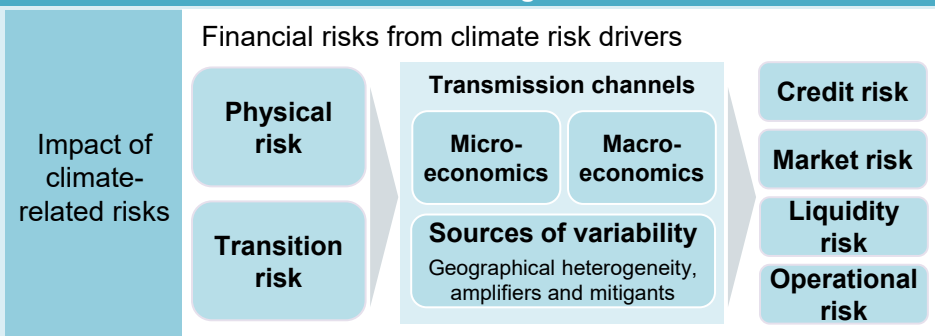 Impact of
climate-
related risks
Financial risks from climate risk drivers
Physical
risk
Transition
risk
Transmission channels
Micro-
economics
Macro-
economics
Sources of variability
Geographical heterogeneity,
amplifiers and mitigants
Credit risk
Market risk
Liquidity
risk
Operational
risk